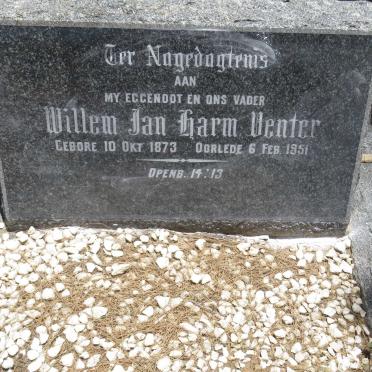 Ter Nagedagtenis
AAN
MY EGGENOOT EN ONS VADER
Willem Jan Harm Venter
GEBORE 10 OKT 1873 OORLEDE 6 FEB 1951
OPENB. 14:13